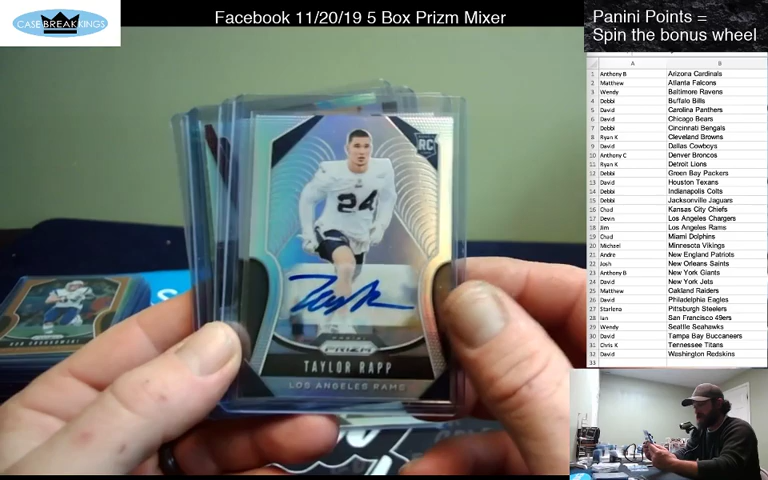 CASE BREAK KINGS
Facebook 11/20/19 5 Box Prizm Mixer
Panini Points =
Spin the bonus wheel
A B
1 Anthony B Arizona Cardinals
2 Matthew Atlanta Falcons
3 Wendy Baltimore Ravens
4 Debbi Buffalo Bills
5 David Carolina Panthers
6 David Chicago Bears
7 Debbi Cincinnati Bengals
8 Ryan K Cleveland Browns
9 David Dallas Cowboys
10 Anthony C Denver Broncos
11 Ryan K Detroit Lions
12 Debbi Green Bay Packers
13 David Houston Texans
14 Debbi Indianapolis Colts
15 Debbi Jacksonville Jaguars
16 Chad Kansas City Chiefs
17 Devin Los Angeles Chargers
18 Jim Los Angeles Rams
19 Chad Miami Dolphins
20 Michael Minnesota Vikings
21 Andre New England Patriots
22 Josh New Orleans Saints
23 Anthony B New York Giants
24 David New York Jets
25 Matthew Oakland Raiders
26 David Philadelphia Eagles
27 Starlena Pittsburgh Steelers
28 Ian San Francisco 49ers
29 Wendy Seattle Seahawks
30 David Tampa Bay Buccaneers
31 Chris K Tennessee Titans
32 David Washington Redskins
33
RC
24
PANINI
PRIZM
TAYLOR RAPP
LOS ANGELES RAMS
ROB GRONKOWSKI